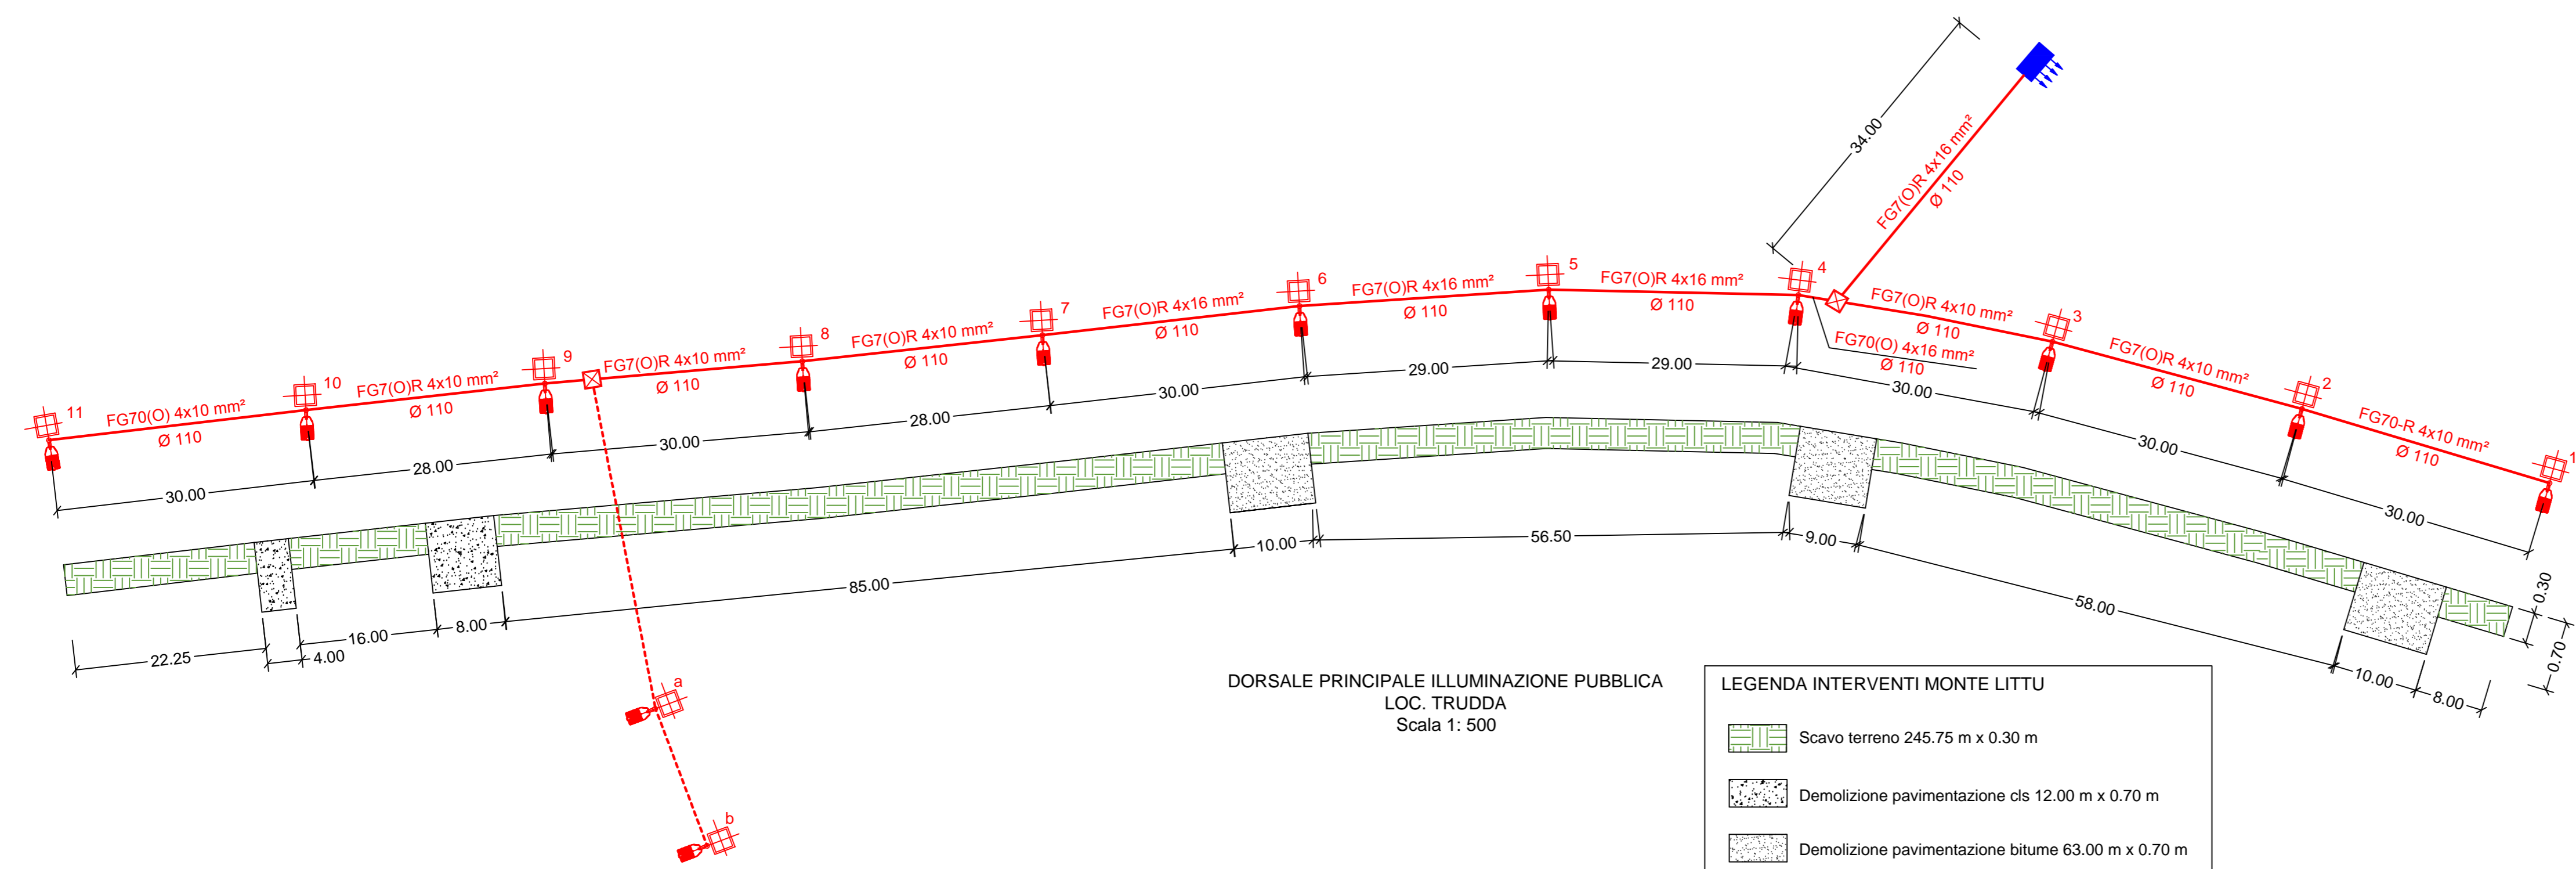 34.00
FG7(O)R 4x16 mm²
Ø 110
11
FG70(O) 4x10 mm²
Ø 110
10
FG7(O)R 4x10 mm²
Ø 110
9
FG7(O)R 4x10 mm²
Ø 110
8
FG7(O)R 4x10 mm²
Ø 110
7
FG7(O)R 4x16 mm²
Ø 110
6
FG7(O)R 4x16 mm²
Ø 110
5
FG7(O)R 4x16 mm²
Ø 110
4
FG70(O) 4x16 mm²
Ø 110
FG7(O)R 4x10 mm²
Ø 110
3
FG7(O)R 4x10 mm²
Ø 110
2
FG70-R 4x10 mm²
Ø 110
1
30.00
28.00
30.00
28.00
30.00
29.00
29.00
30.00
30.00
30.00
22.25
4.00
16.00
8.00
85.00
10.00
56.50
9.00
58.00
10.00
8.00
0.30
0.70
a
b
DORSALE PRINCIPALE ILLUMINAZIONE PUBBLICA
LOC. TRUDDA
Scala 1: 500
LEGENDA INTERVENTI MONTE LITTU
Scavo terreno 245.75 m x 0.30 m
Demolizione pavimentazione cls 12.00 m x 0.70 m
Demolizione pavimentazione bitume 63.00 m x 0.70 m